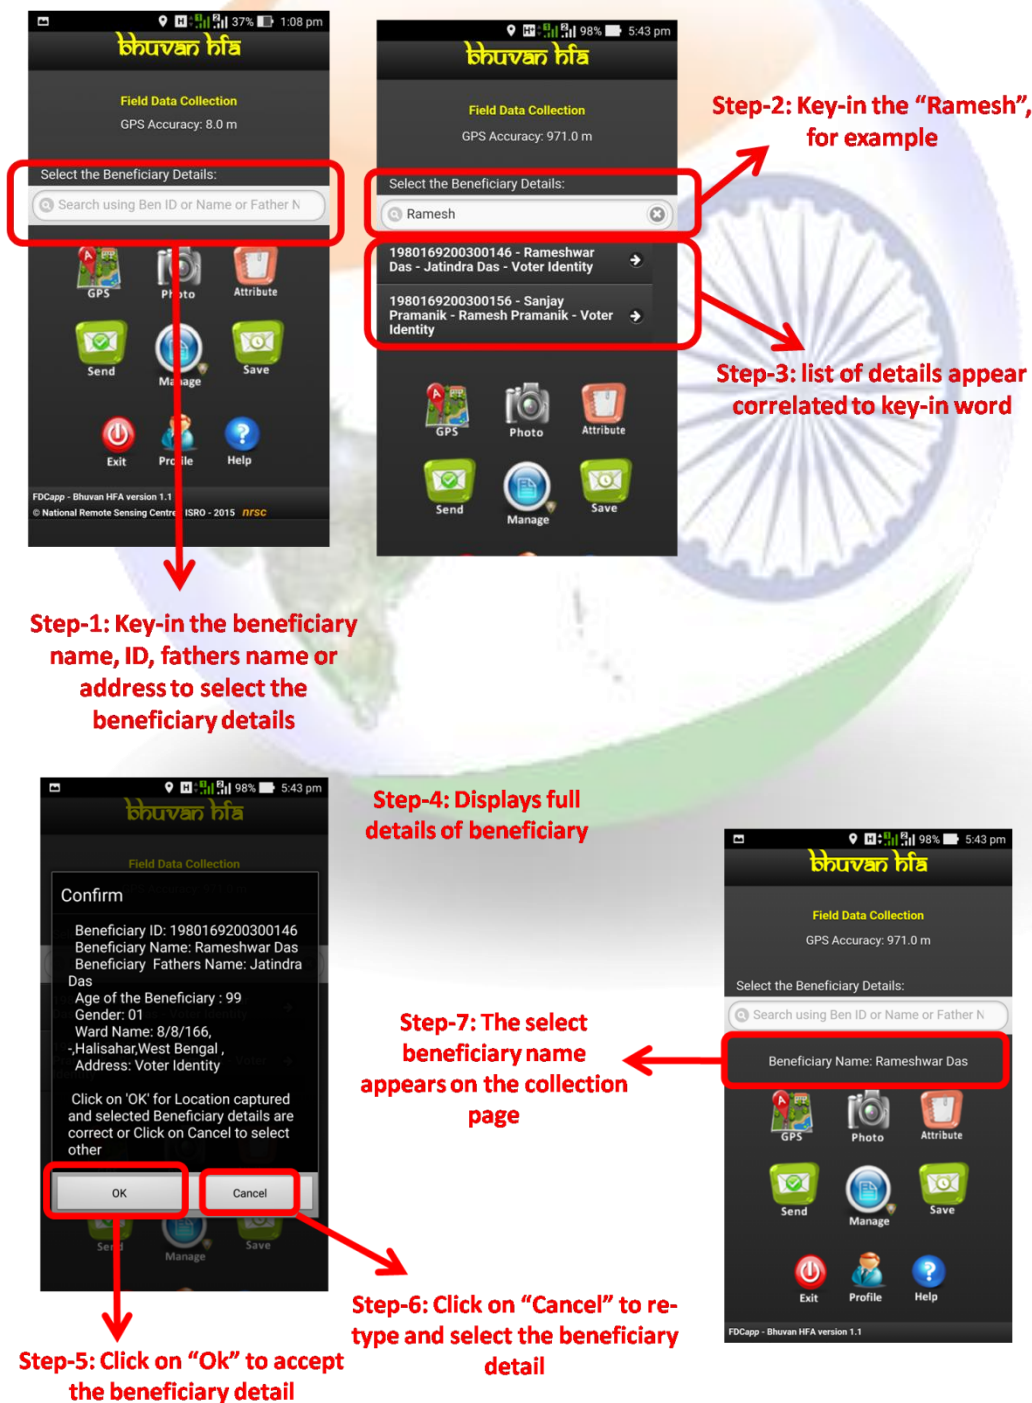 37% 1:08 pm
bhuvan hfa
Field Data Collection
GPS Accuracy: 8.0 m
Select the Beneficiary Details:
Search using Ben ID or Name or Father N
GPS
Photo
Attribute
Send
Manage
Save
Exit
Profile
Help
FDCapp - Bhuvan HFA version 1.1
© National Remote Sensing Centre ISRO - 2015 nrsc
98% 5:43 pm
bhuvan hfa
Field Data Collection
GPS Accuracy: 971.0 m
Select the Beneficiary Details:
Ramesh
1980169200300146 - Rameshwar
Das - Jatindra Das - Voter Identity
1980169200300156 - Sanjay
Pramanik - Ramesh Pramanik - Voter
Identity
GPS
Photo
Attribute
Send
Manage
Save
Step-2: Key-in the “Ramesh”,
for example
Step-3: list of details appear
correlated to key-in word
Step-1: Key-in the beneficiary
name, ID, fathers name or
address to select the
beneficiary details
98% 5:43 pm
bhuvan hfa
Field Data Collection
Confirm
Beneficiary ID: 1980169200300146
Beneficiary Name: Rameshwar Das
Beneficiary Fathers Name: Jatindra
Das
Age of the Beneficiary : 99
Gender: 01
Ward Name: 8/8/166,
-,Halisahar,West Bengal ,
Address: Voter Identity
Click on 'OK' for Location captured
and selected Beneficiary details are
correct or Click on Cancel to select
other
OK
Cancel
Send
Manage
Save
Step-4: Displays full
details of beneficiary
Step-5: Click on “Ok” to accept
the beneficiary detail
Step-6: Click on “Cancel” to re-
type and select the beneficiary
detail
Step-7: The select
beneficiary name
appears on the collection
page
98% 5:43 pm
bhuvan hfa
Field Data Collection
GPS Accuracy: 971.0 m
Select the Beneficiary Details:
Search using Ben ID or Name or Father N
Beneficiary Name: Rameshwar Das
GPS
Photo
Attribute
Send
Manage
Save
Exit
Profile
Help
FDCapp - Bhuvan HFA version 1.1